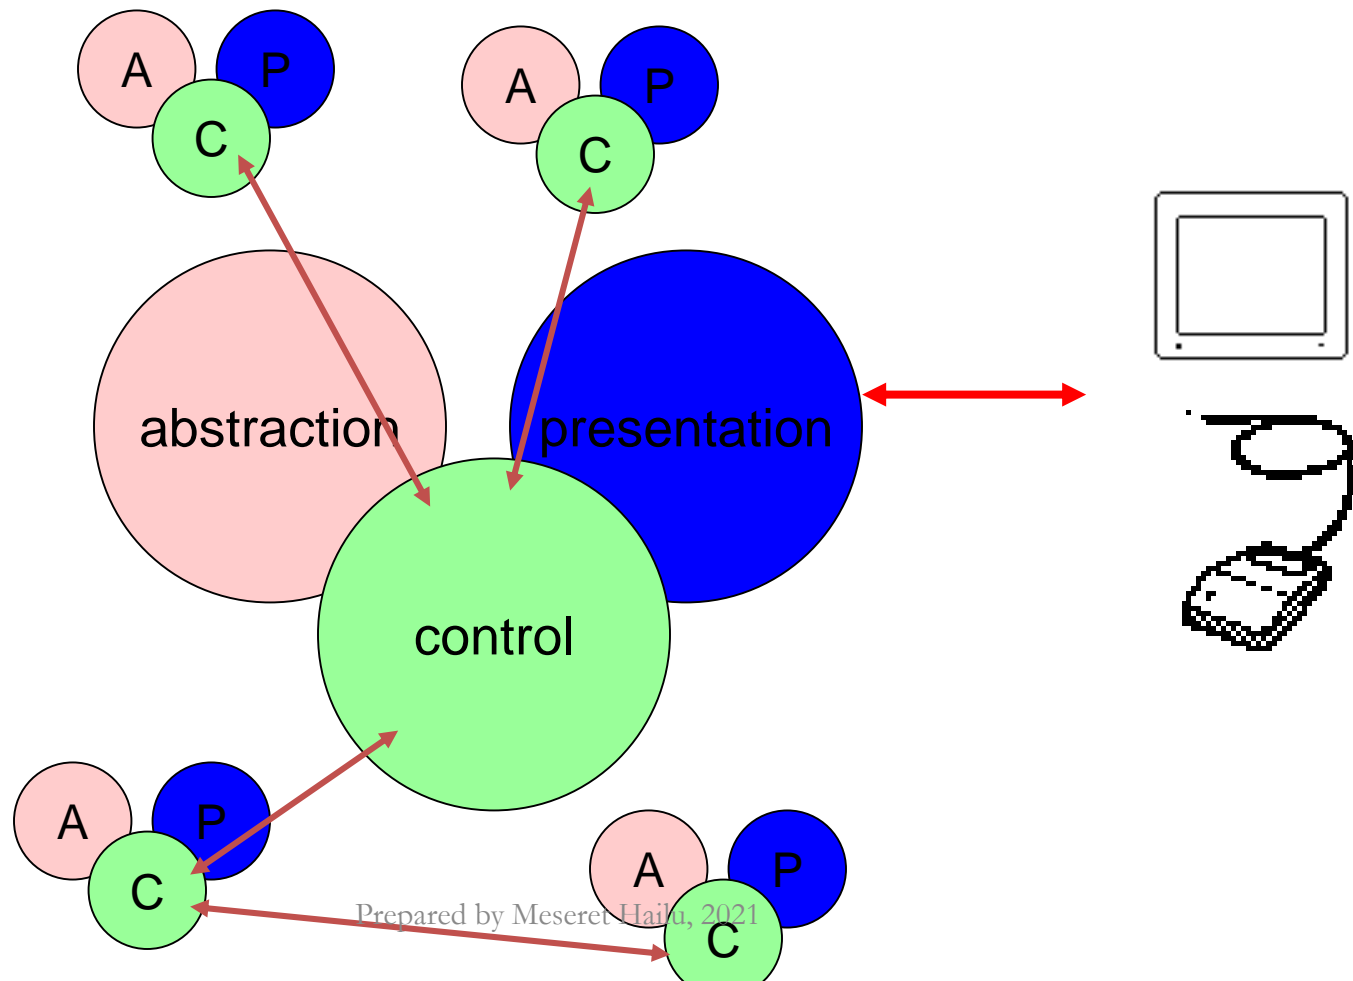 A P
C
A P
C
abstraction
presentation
control
A P
C
A P
C
Prepared by Meseret Hailu, 2021